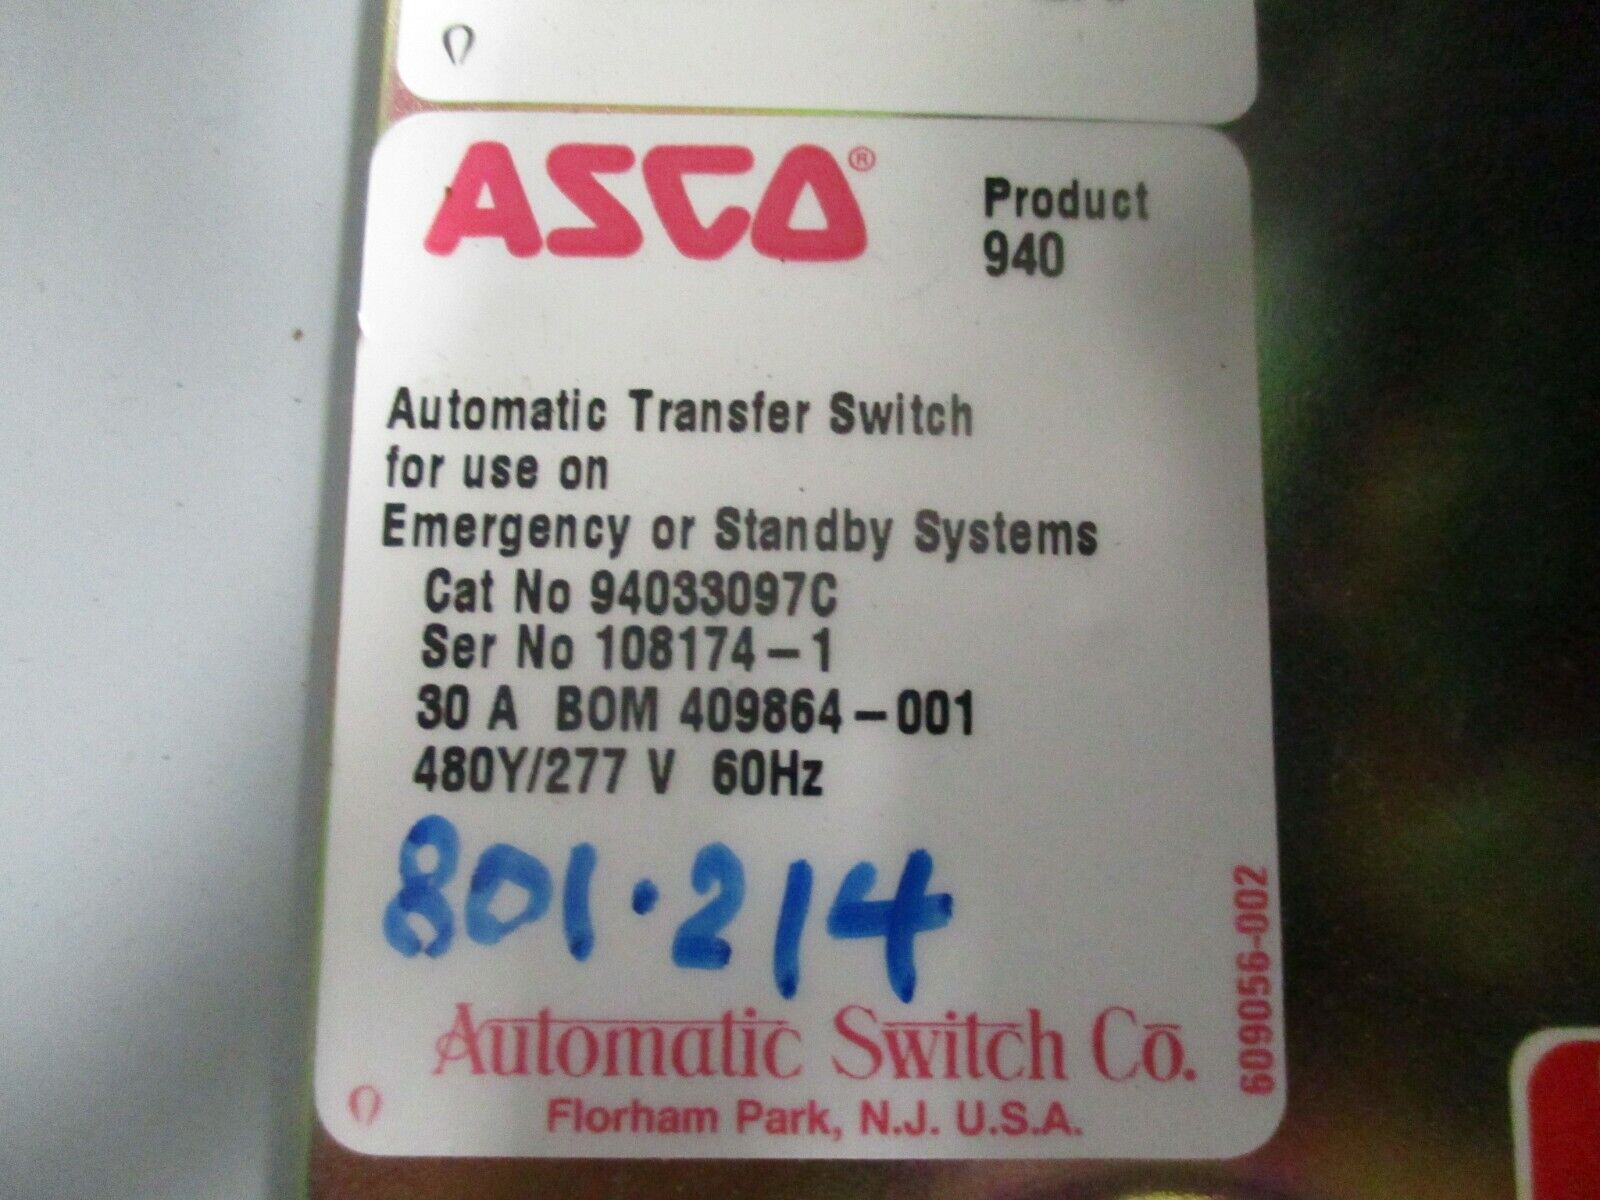 ASCO®
Product
940
Automatic Transfer Switch
for use on
Emergency or Standby Systems
Cat No 94033097C
Ser No 108174-1
30 A BOM 409864-001
480Y/277 V 60Hz
801.214
609056-002
Automatic Switch Co.
Florham Park, N.J. U.S.A.